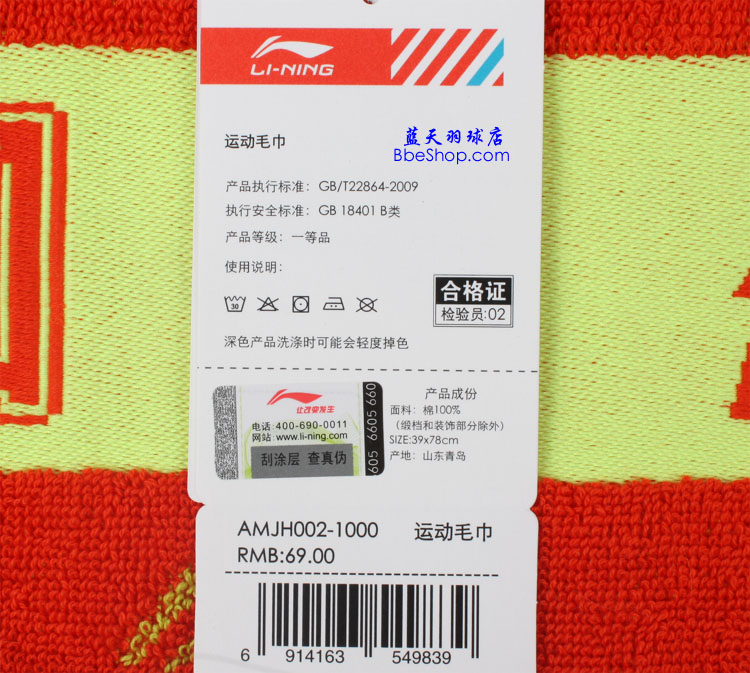 LI-NING
蓝天羽球店
BbeShop.com
运动毛巾
产品执行标准: GB/T22864-2009
执行安全标准: GB 18401 B类
产品等级: 一等品
使用说明:
30
合格证
检验员:02
深色产品洗涤时可能会轻度掉色
止改变发生
电话:400-690-0011
网站:www.li-ning.com
刮涂层 查真伪
605 6605 660
产品成份
面料: 棉100%
(缎档和装饰部分除外)
SIZE:39x78cm
产地: 山东青岛
AMJH002-1000 运动毛巾
RMB:69.00
6 914163 549839